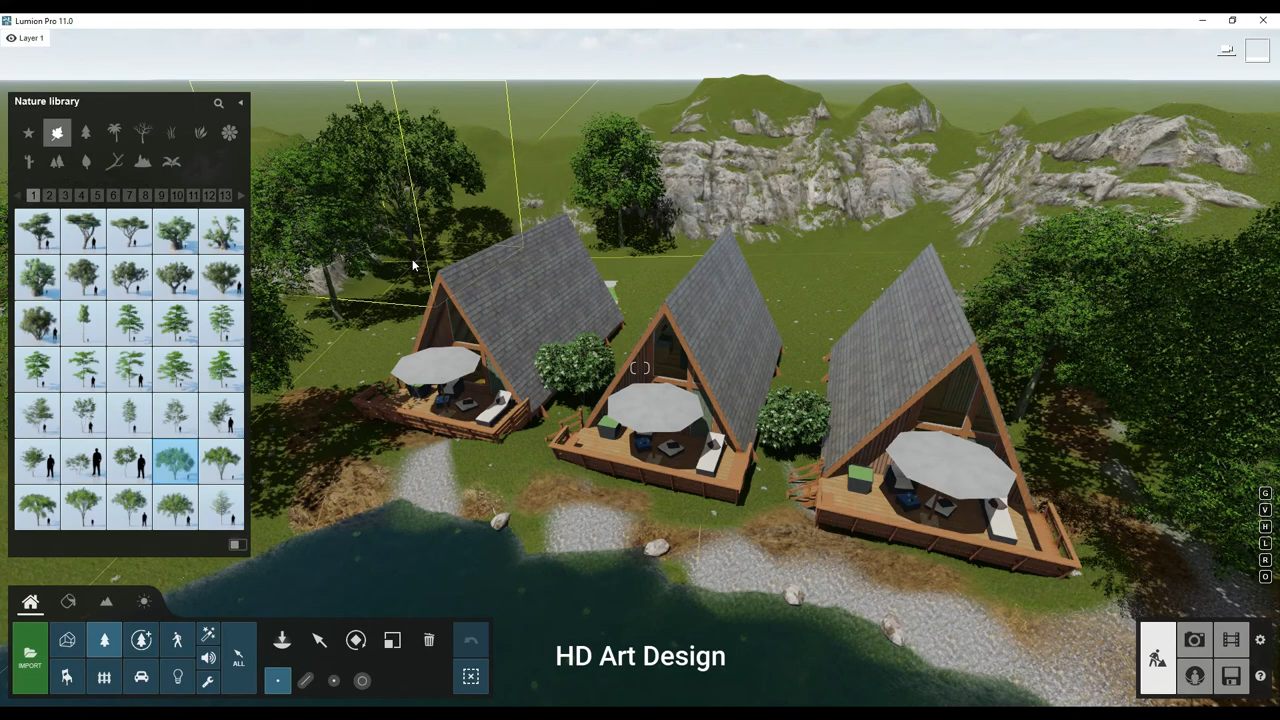 Lumion Pro 11.0
Layer 1
Nature library
1 2 3 4 5 6 7 8 9 10 11 12 13
G
V
H
L
R
O
IMPORT
ALL
HD Art Design
?